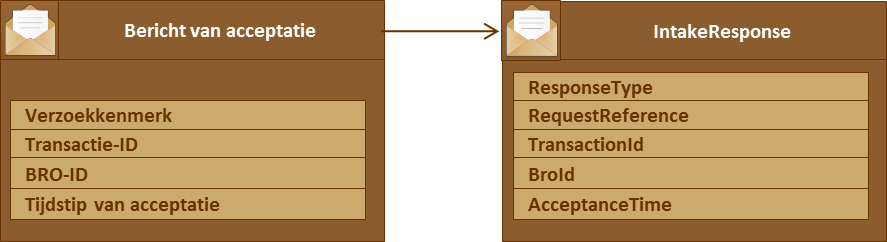 Bericht van acceptatie
Verzoekkenmerk
Transactie-ID
BRO-ID
Tijdstip van acceptatie
IntakeResponse
ResponseType
RequestReference
TransactionId
BroId
AcceptanceTime